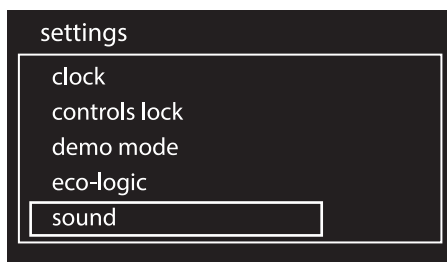 settings
clock
controls lock
demo mode
eco-logic
sound